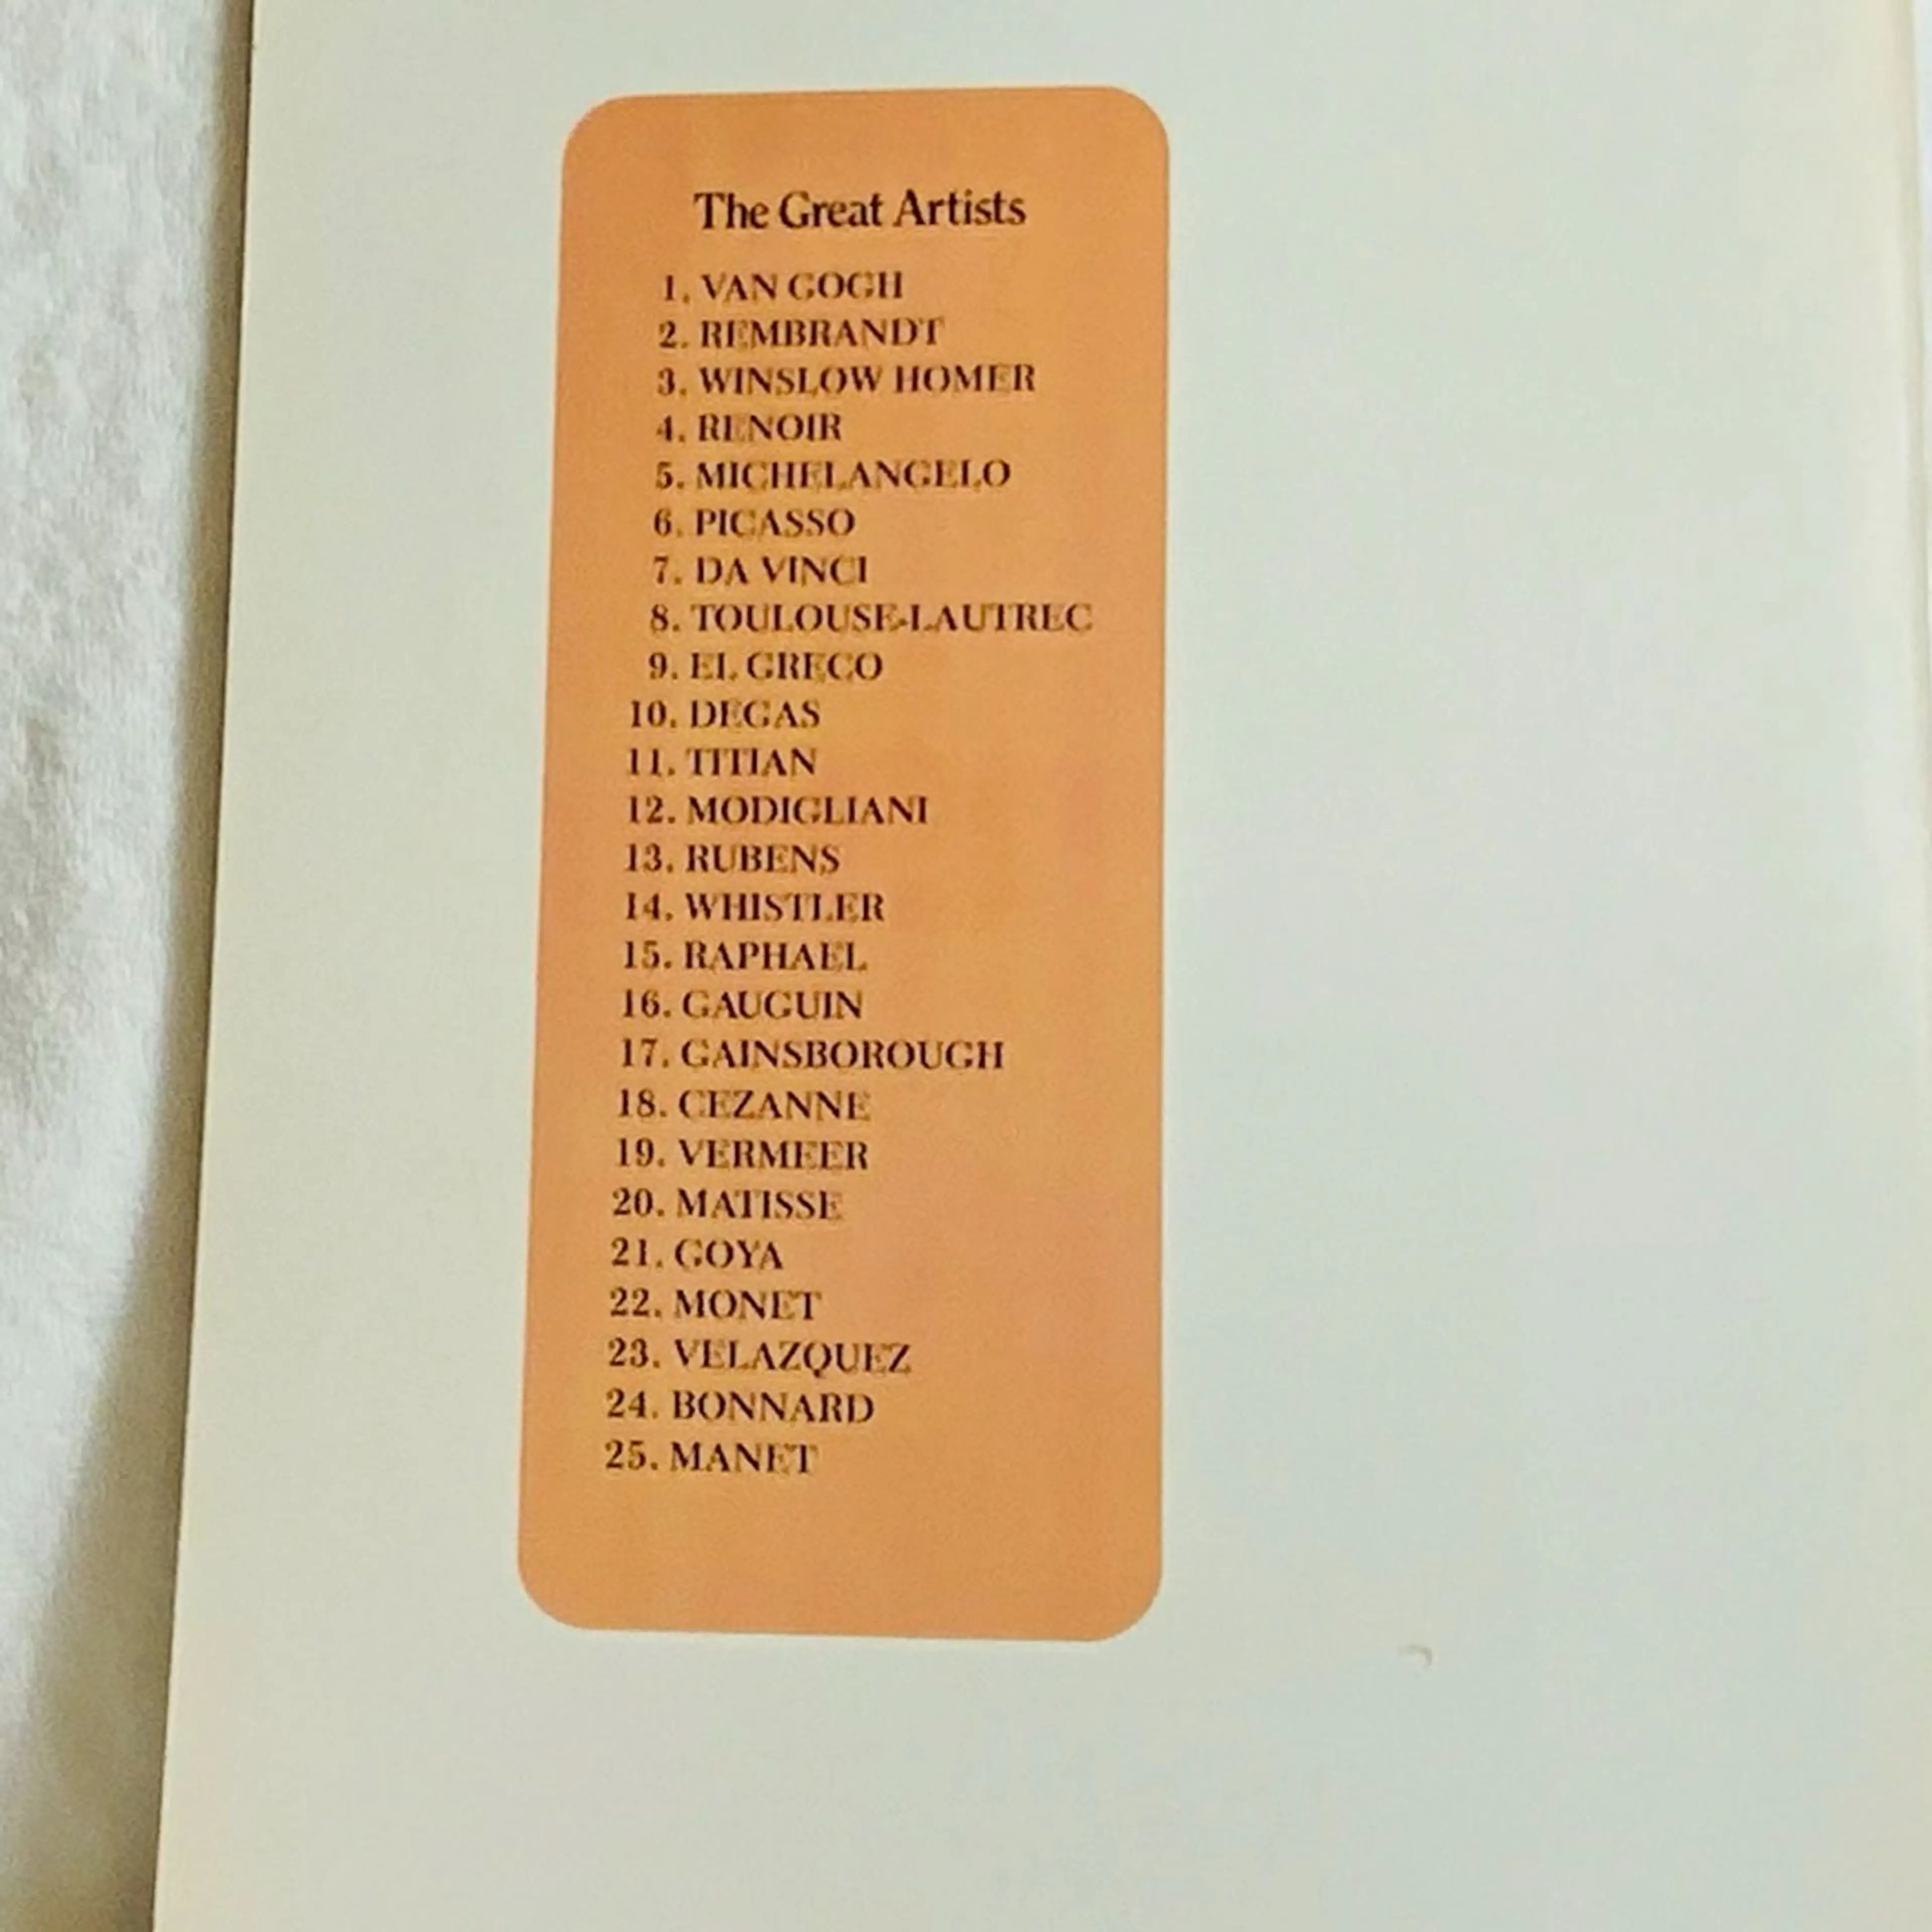 The Great Artists
1. VAN GOGH
2. REMBRANDT
3. WINSLOW HOMER
4. RENOIR
5. MICHELANGELO
6. PICASSO
7. DA VINCI
8. TOULOUSE-LAUTREC
9. EL GRECO
10. DEGAS
11. TITIAN
12. MODIGLIANI
13. RUBENS
14. WHISTLER
15. RAPHAEL
16. GAUGUIN
17. GAINSBOROUGH
18. CEZANNE
19. VERMEER
20. MATISSE
21. GOYA
22. MONET
23. VELAZQUEZ
24. BONNARD
25. MANET